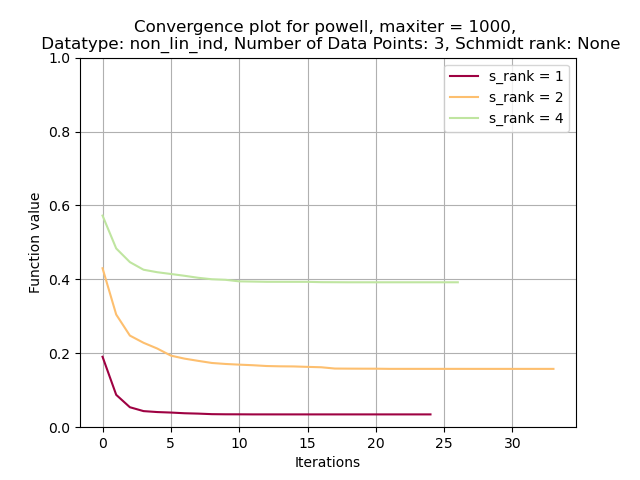 Convergence plot for powell, maxiter = 1000,
Datatype: non_lin_ind, Number of Data Points: 3, Schmidt rank: None
1.0
s_rank = 1
s_rank = 2
s_rank = 4
0.8
0.6
Function value
0.4
0.2
0.0
0 5 10 15 20 25 30
Iterations